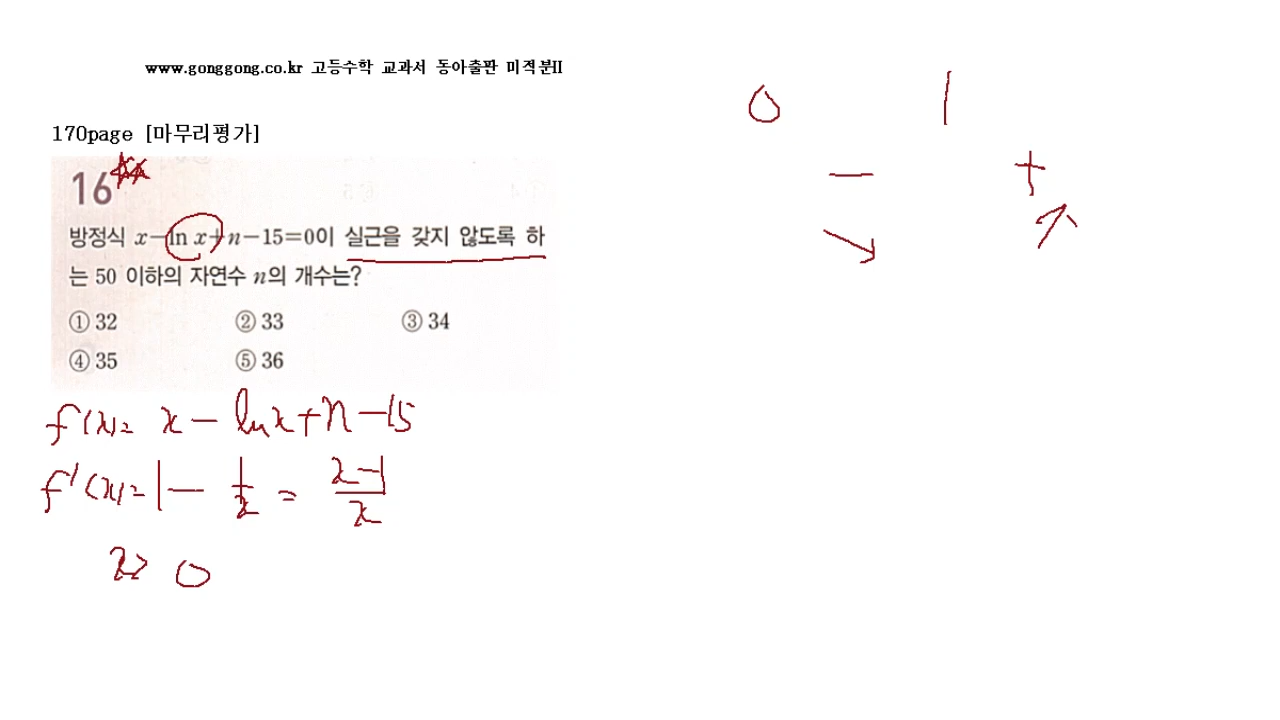 www.gonggong.co.kr 고등수학 교과서 동아출판 미적분II
170page [마무리평가]
16
방정식 x-ln x+n-15=0이 실근을 갖지 않도록 하
는 50 이하의 자연수 n의 개수는?
① 32 ② 33 ③ 34
④ 35 ⑤ 36
f(x)= x - ln x + n - 15
f'(x)= 1 - 1/x = x-1/x
x> 0
0 1
- +